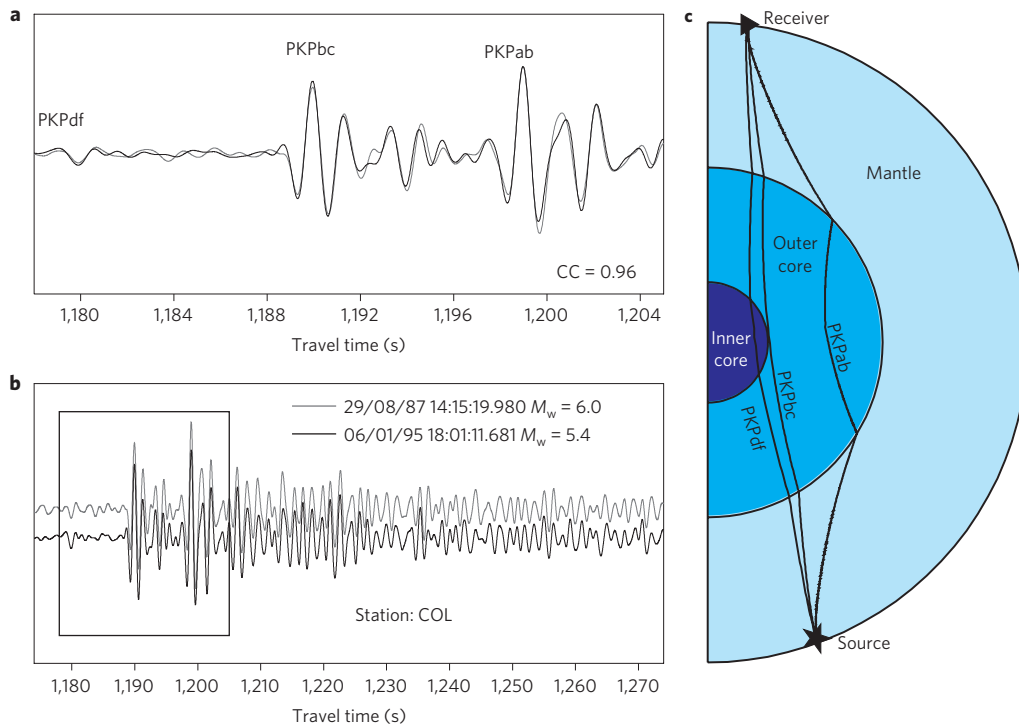 a
PKPdf
PKPbc
PKPab
CC = 0.96
1,180 1,184 1,188 1,192 1,196 1,200 1,204
Travel time (s)
b
29/08/87 14:15:19.980 Mw = 6.0
06/01/95 18:01:11.681 Mw = 5.4
Station: COL
1,180 1,190 1,200 1,210 1,220 1,230 1,240 1,250 1,260 1,270
Travel time (s)
c
Receiver
Mantle
Outer
core
Inner
core
PKPab
PKPbc
PKPdf
Source